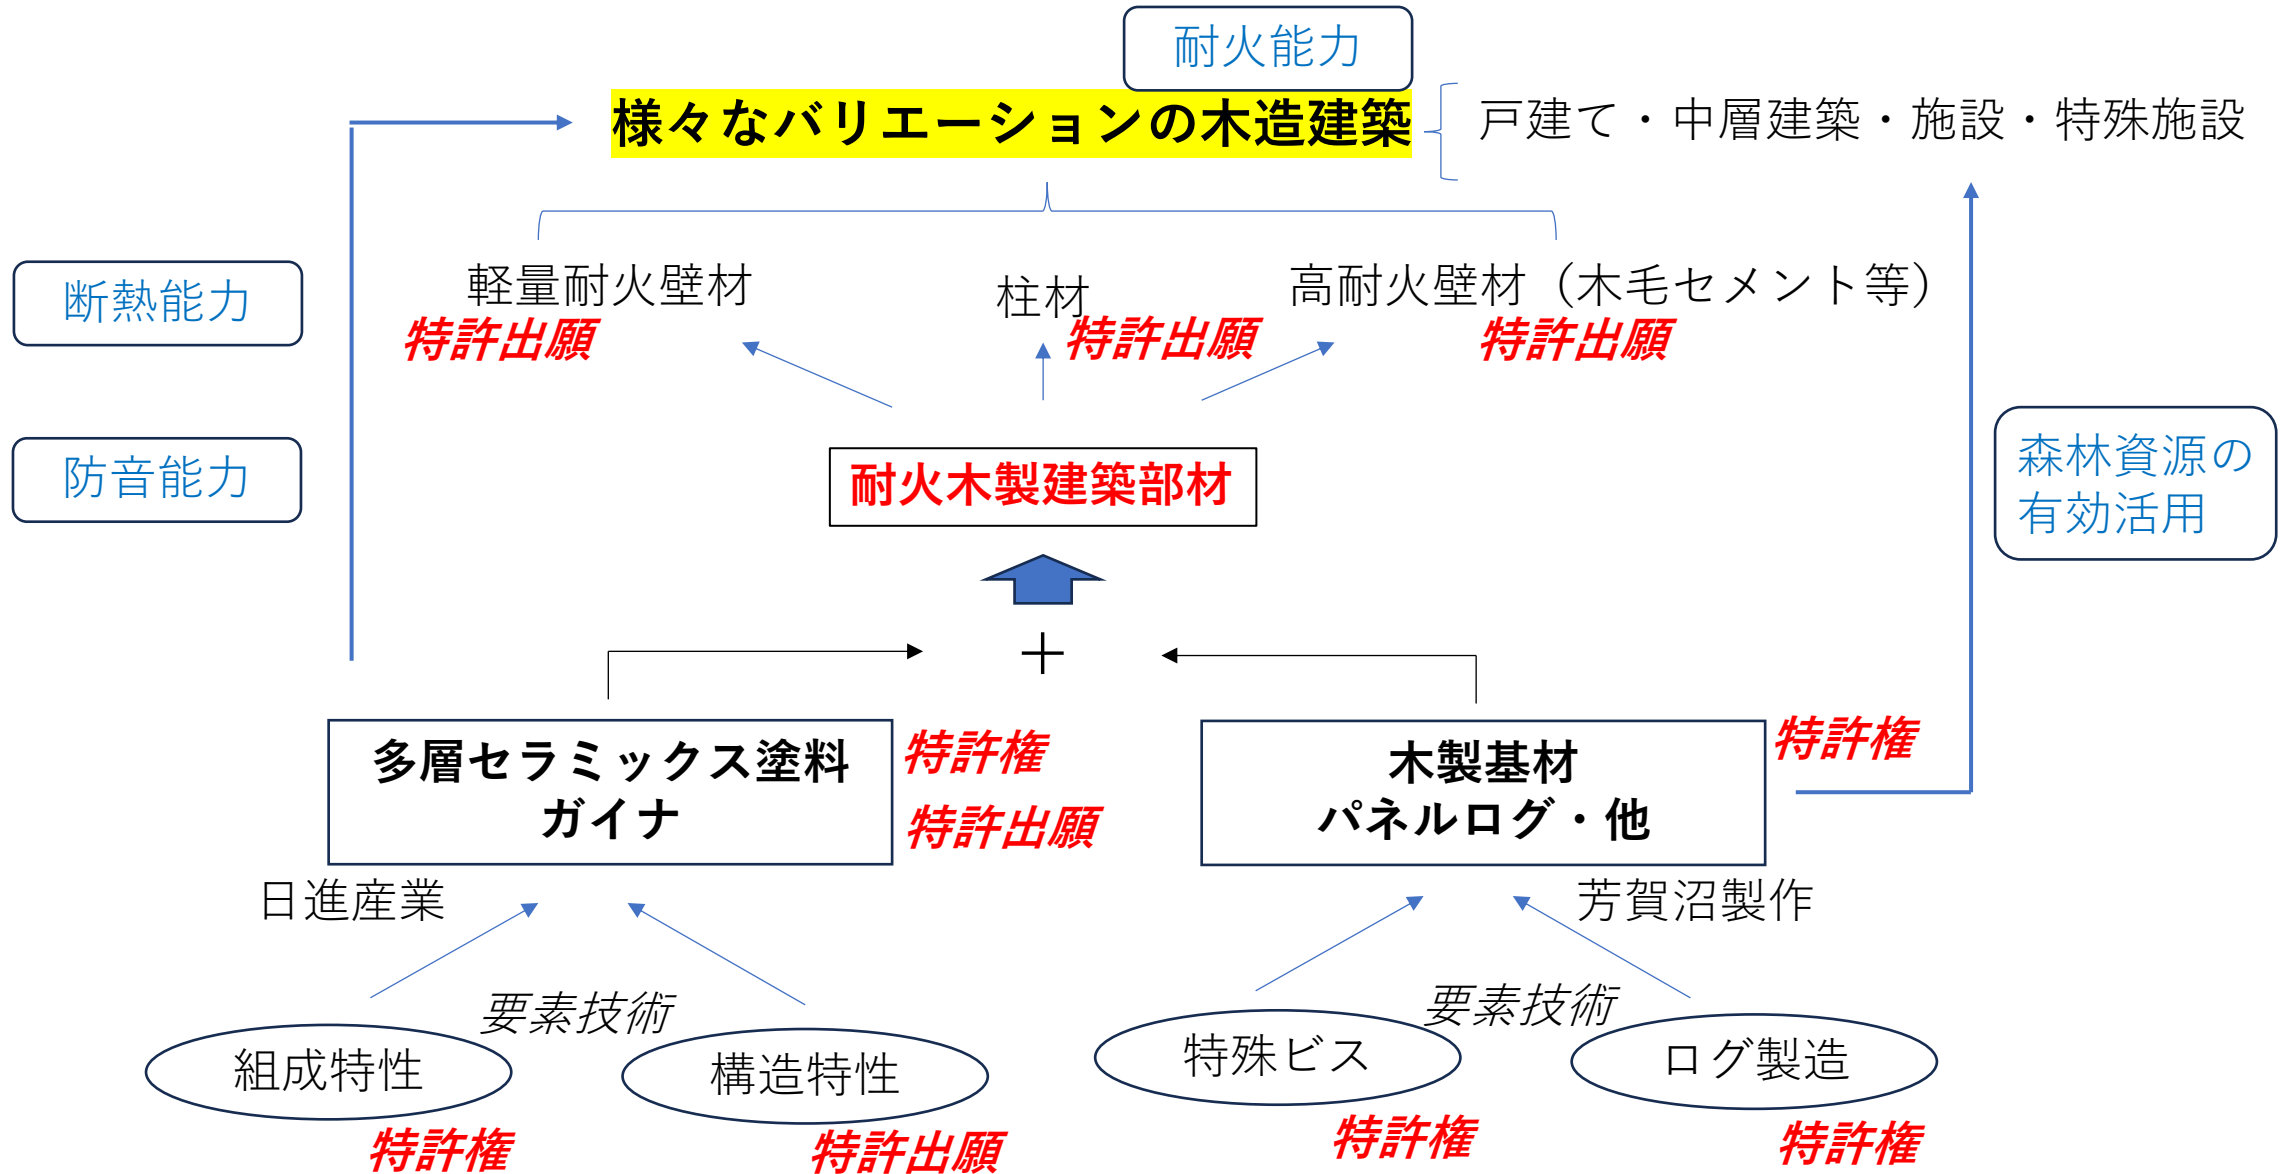 耐火能力
様々なバリエーションの木造建築
戸建て・中層建築・施設・特殊施設
断熱能力
軽量耐火壁材
特許出願
柱材
特許出願
高耐火壁材（木毛セメント等）
特許出願
防音能力
耐火木製建築部材
森林資源の
有効活用
＋
多層セラミックス塗料
ガイナ
特許権
特許出願
木製基材
パネルログ・他
特許権
日進産業
芳賀沼製作
要素技術
要素技術
組成特性
特許権
構造特性
特許出願
特殊ビス
特許権
ログ製造
特許権